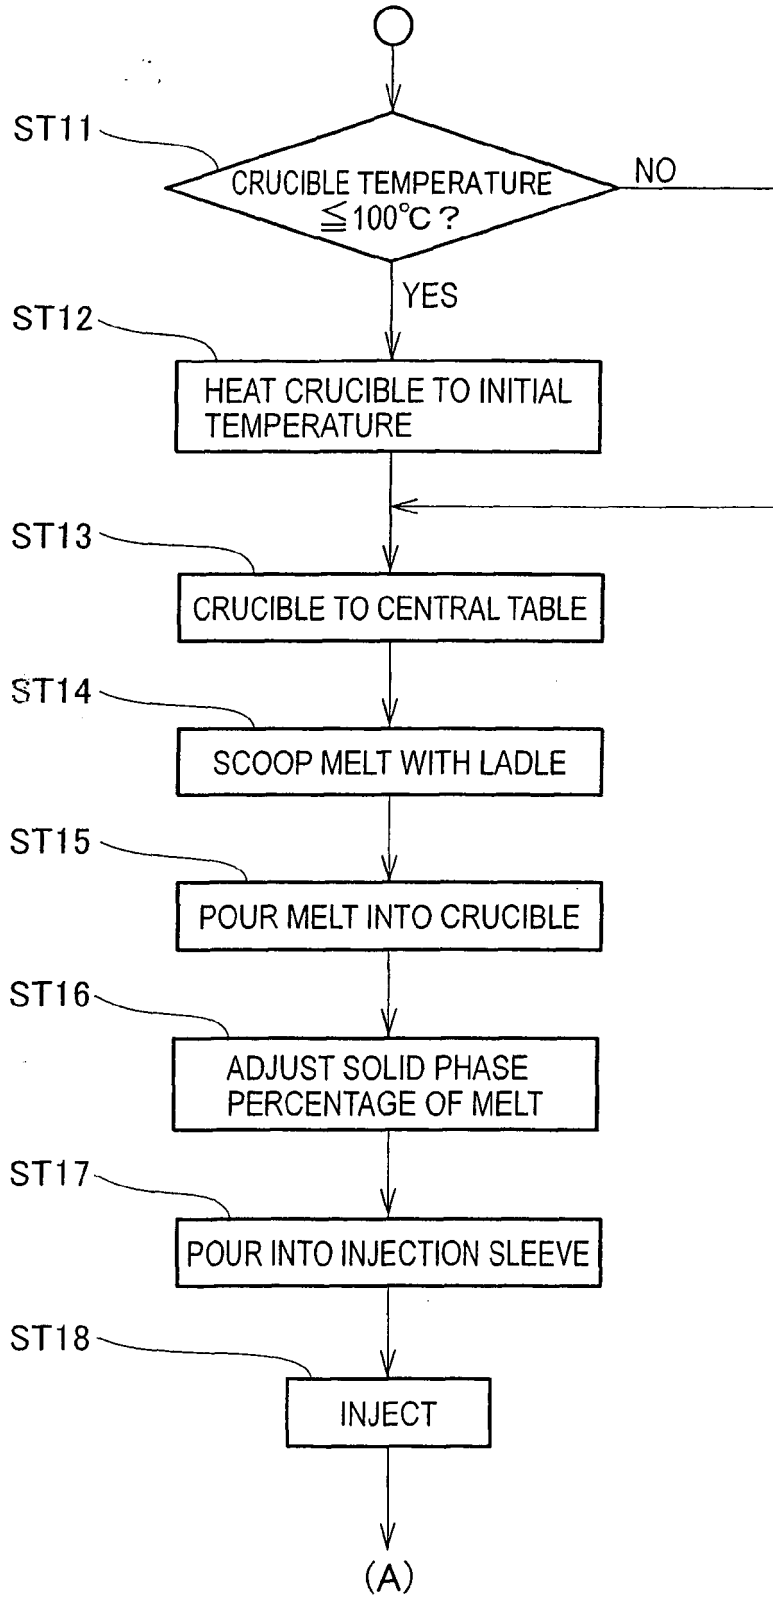 ST11
CRUCIBLE TEMPERATURE
≦100℃?
NO
YES
ST12
HEAT CRUCIBLE TO INITIAL
TEMPERATURE
ST13
CRUCIBLE TO CENTRAL TABLE
ST14
SCOOP MELT WITH LADLE
ST15
POUR MELT INTO CRUCIBLE
ST16
ADJUST SOLID PHASE
PERCENTAGE OF MELT
ST17
POUR INTO INJECTION SLEEVE
ST18
INJECT
(A)